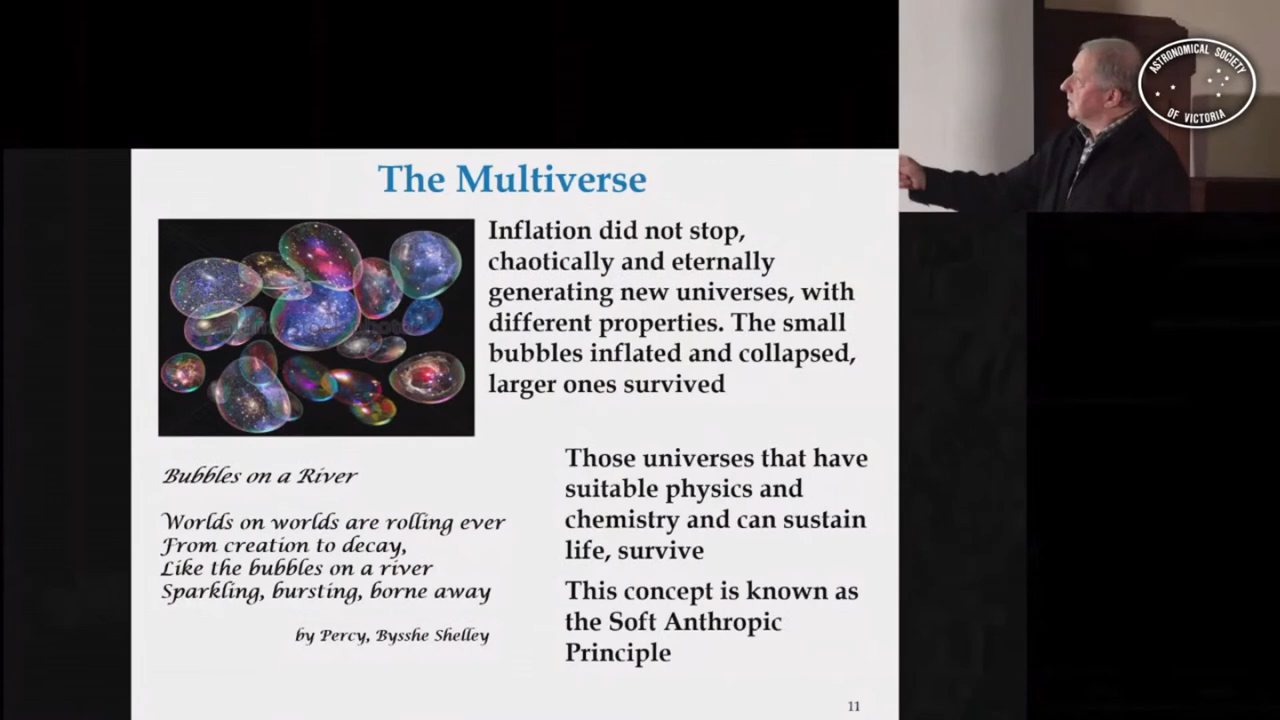 ASTRONOMICAL SOCIETY
OF VICTORIA
The Multiverse
Inflation did not stop,
chaotically and eternally
generating new universes, with
different properties. The small
bubbles inflated and collapsed,
larger ones survived
Bubbles on a River
Worlds on worlds are rolling ever
From creation to decay,
Like the bubbles on a river
Sparkling, bursting, borne away
by Percy, Bysshe Shelley
Those universes that have
suitable physics and
chemistry and can sustain
life, survive
This concept is known as
the Soft Anthropic
Principle
11